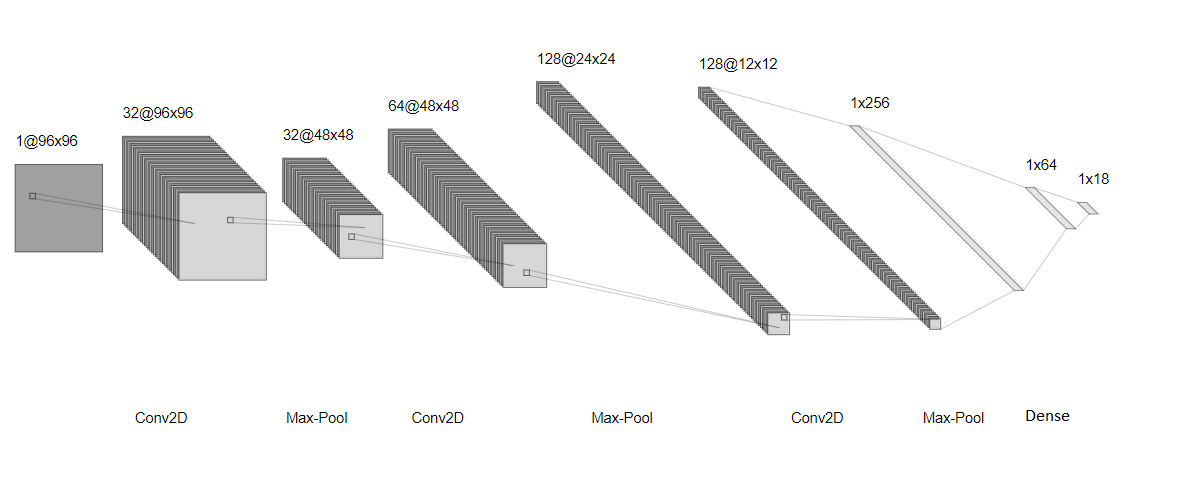 1@96x96
32@96x96
32@48x48
64@48x48
128@24x24
128@12x12
1x256
1x64
1x18
Conv2D
Max-Pool
Conv2D
Max-Pool
Conv2D
Max-Pool
Dense